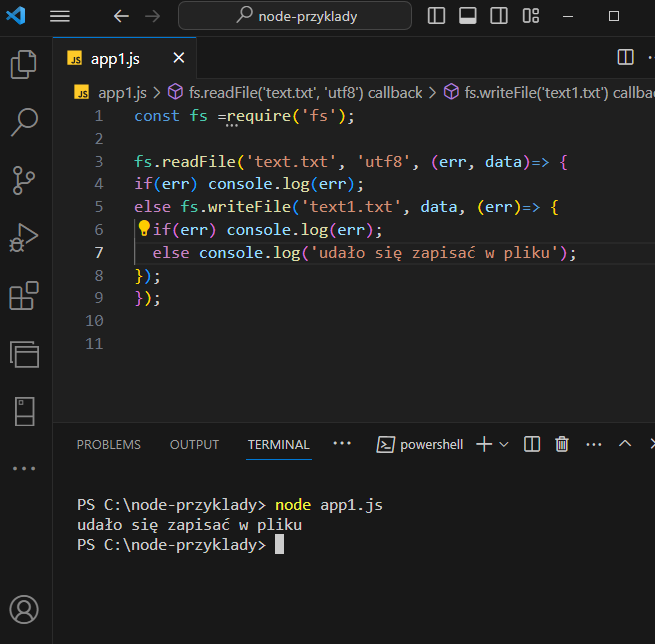 node-przyklady
JS app1.js
JS app1.js > fs.readFile('text.txt', 'utf8') callback > fs.writeFile('text1.txt') callba
1 const fs =require('fs');
2
3 fs.readFile('text.txt', 'utf8', (err, data)=> {
4 if(err) console.log(err);
5 else fs.writeFile('text1.txt', data, (err)=> {
6 if(err) console.log(err);
7 else console.log('udało się zapisać w pliku');
8 });
9 });
10
11
PROBLEMS OUTPUT TERMINAL ··· powershell
PS C:\node-przyklady> node app1.js
udało się zapisać w pliku
PS C:\node-przyklady>